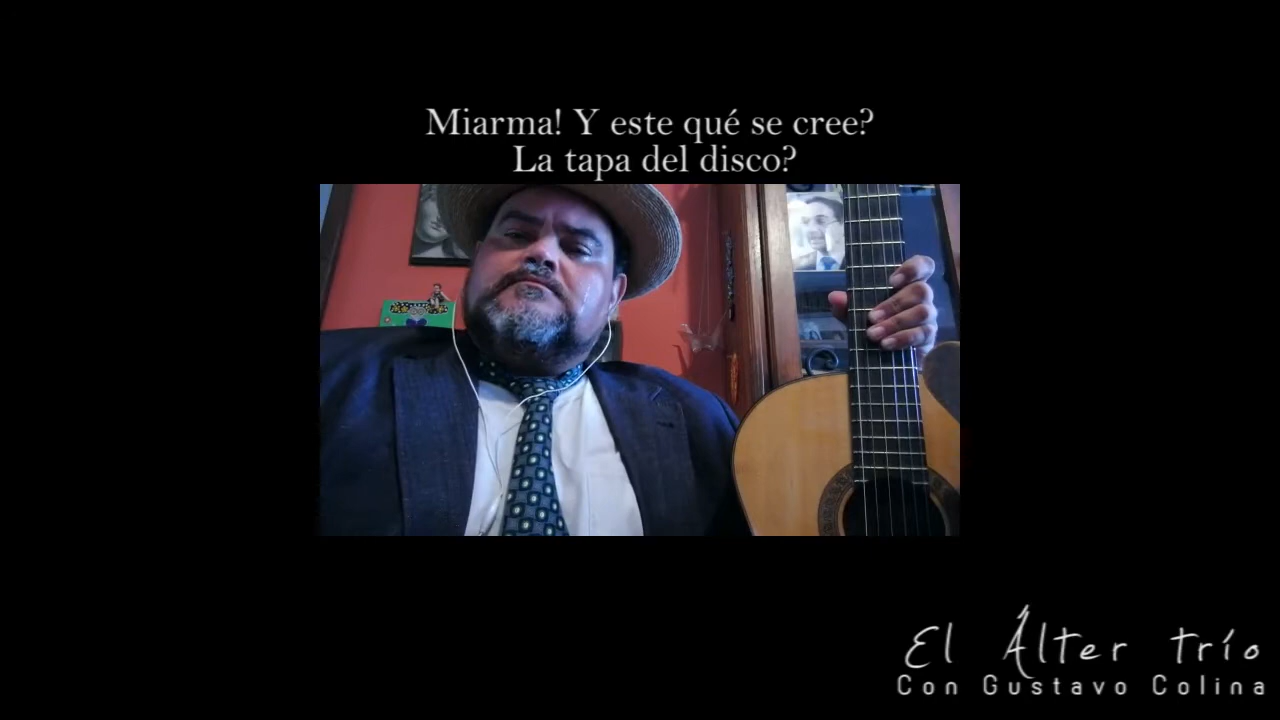 Miarma! Y este qué se cree?
La tapa del disco?
El Álter trío
Con Gustavo Colina